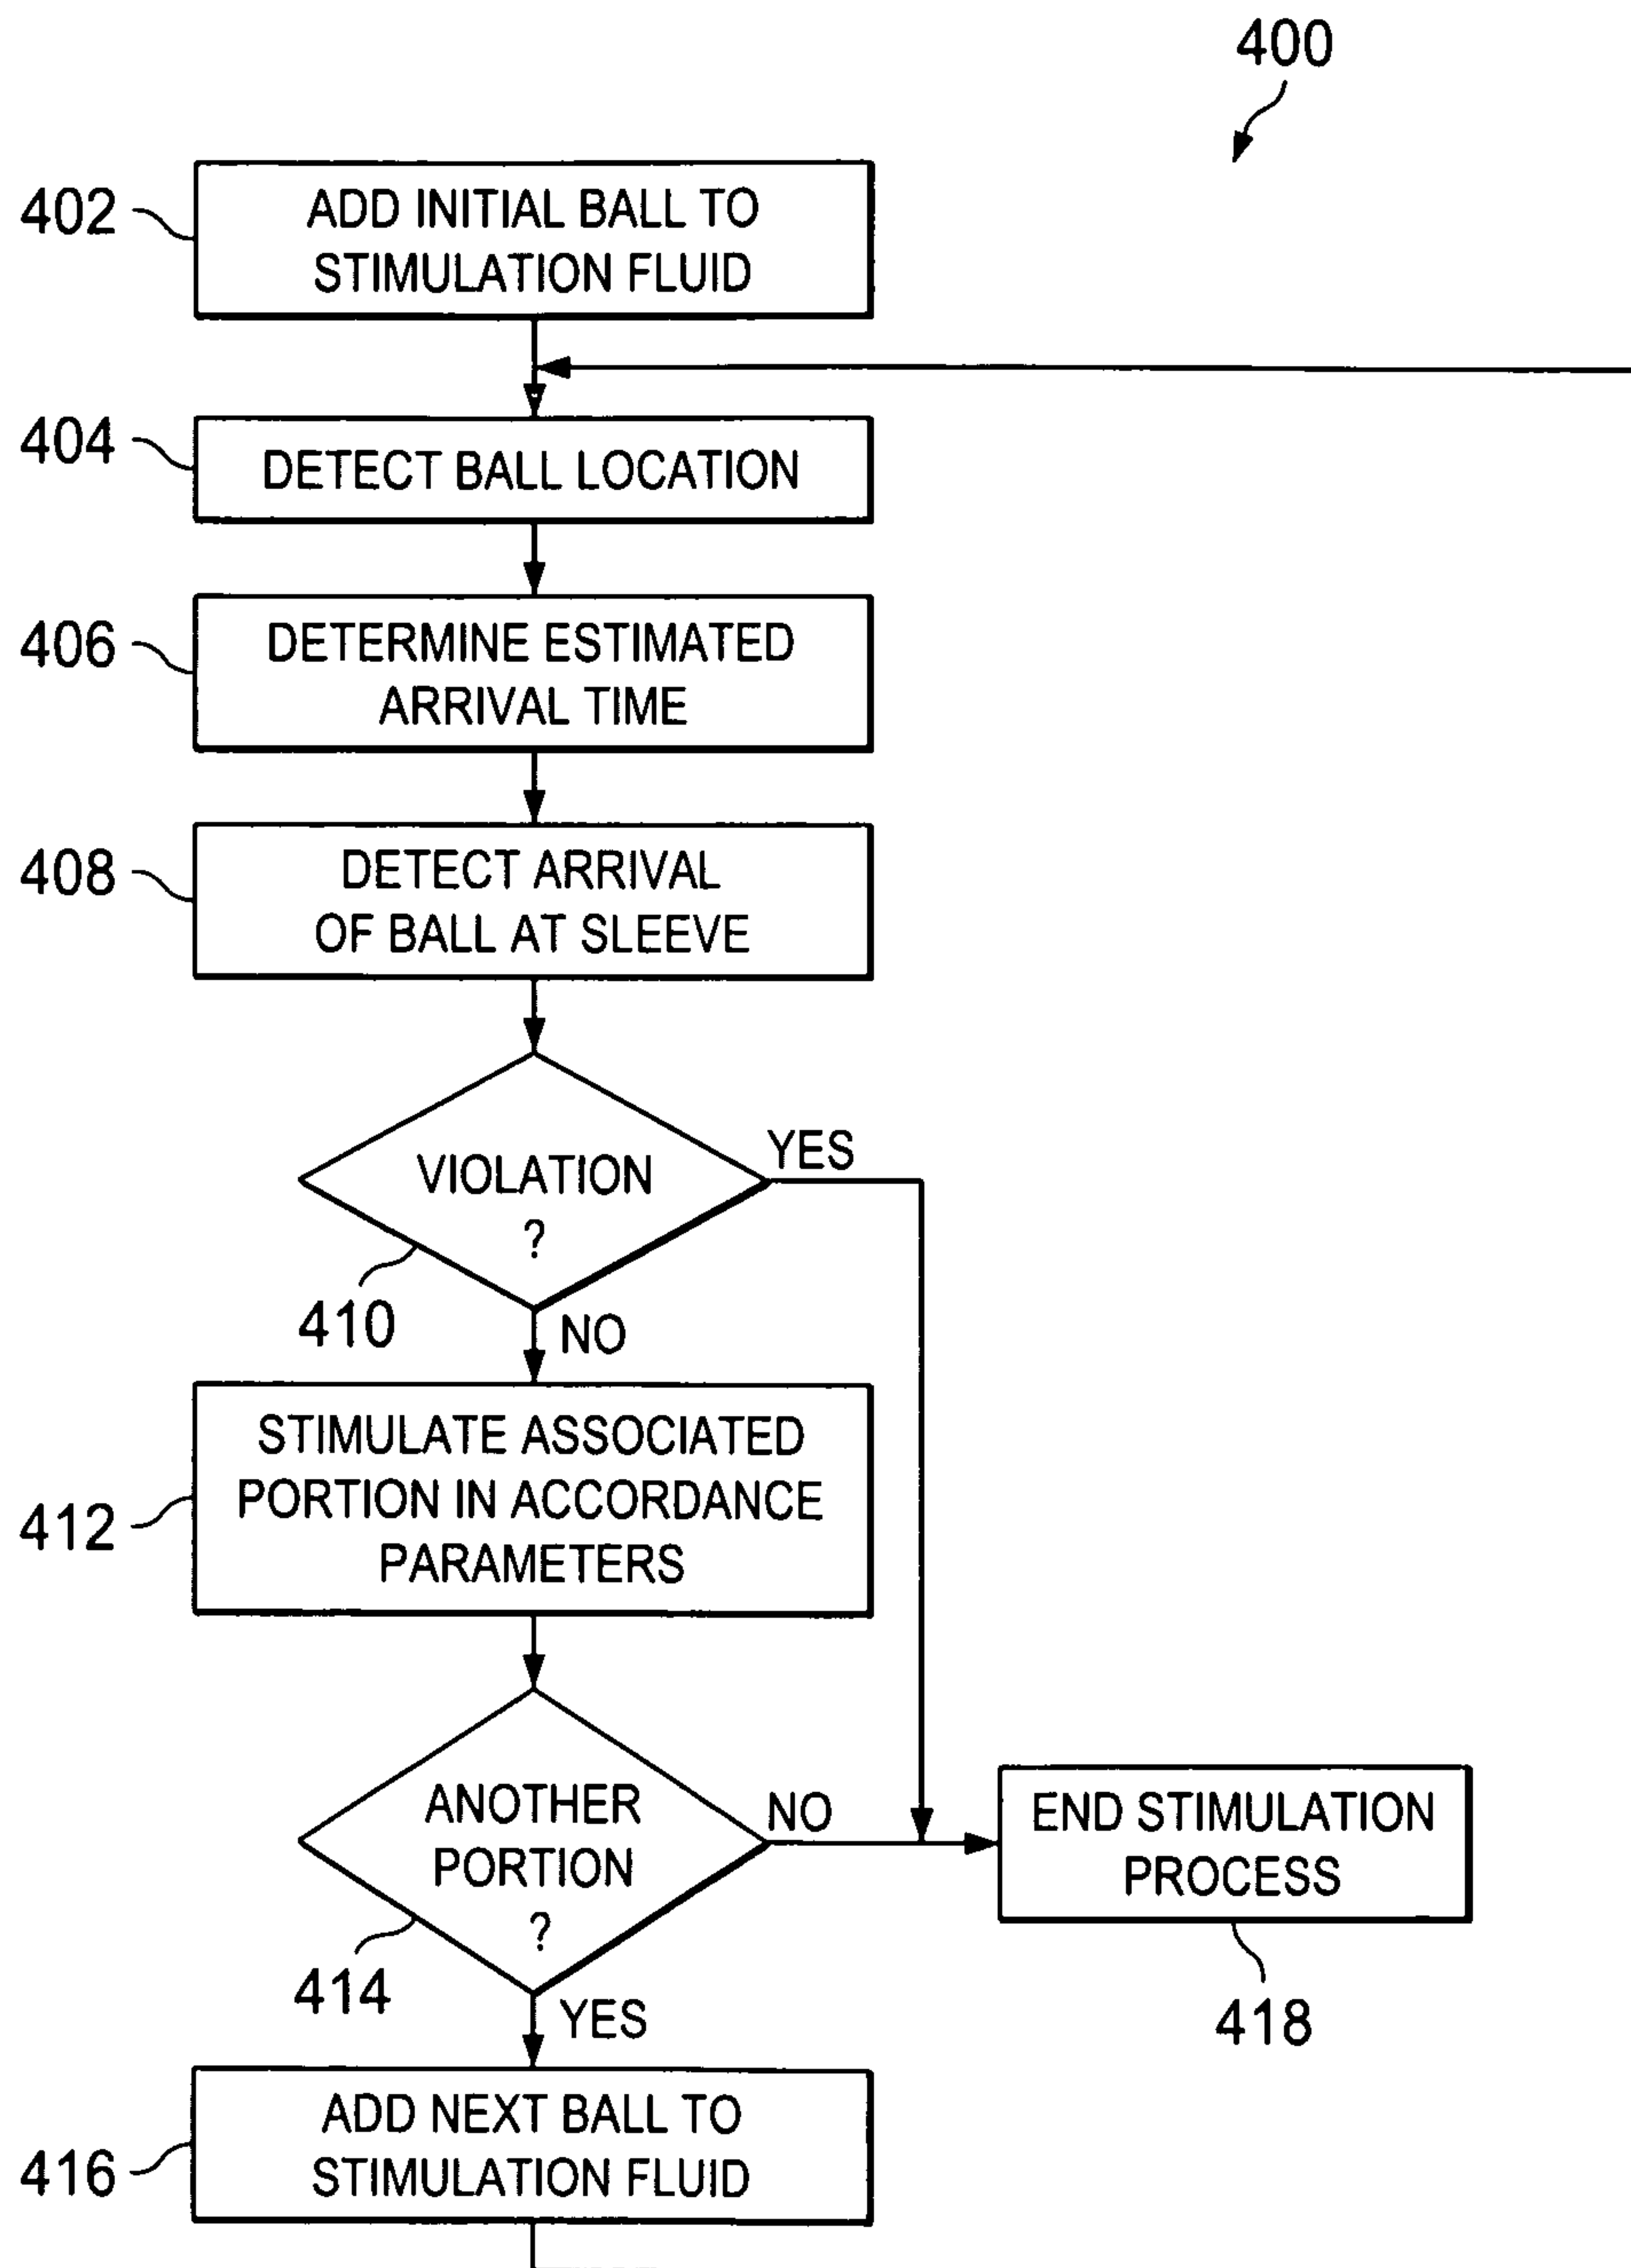 400
402
ADD INITIAL BALL TO
STIMULATION FLUID
404
DETECT BALL LOCATION
406
DETERMINE ESTIMATED
ARRIVAL TIME
408
DETECT ARRIVAL
OF BALL AT SLEEVE
VIOLATION
?
YES
410
NO
412
STIMULATE ASSOCIATED
PORTION IN ACCORDANCE
PARAMETERS
ANOTHER
PORTION
?
NO
414
YES
END STIMULATION
PROCESS
418
416
ADD NEXT BALL TO
STIMULATION FLUID